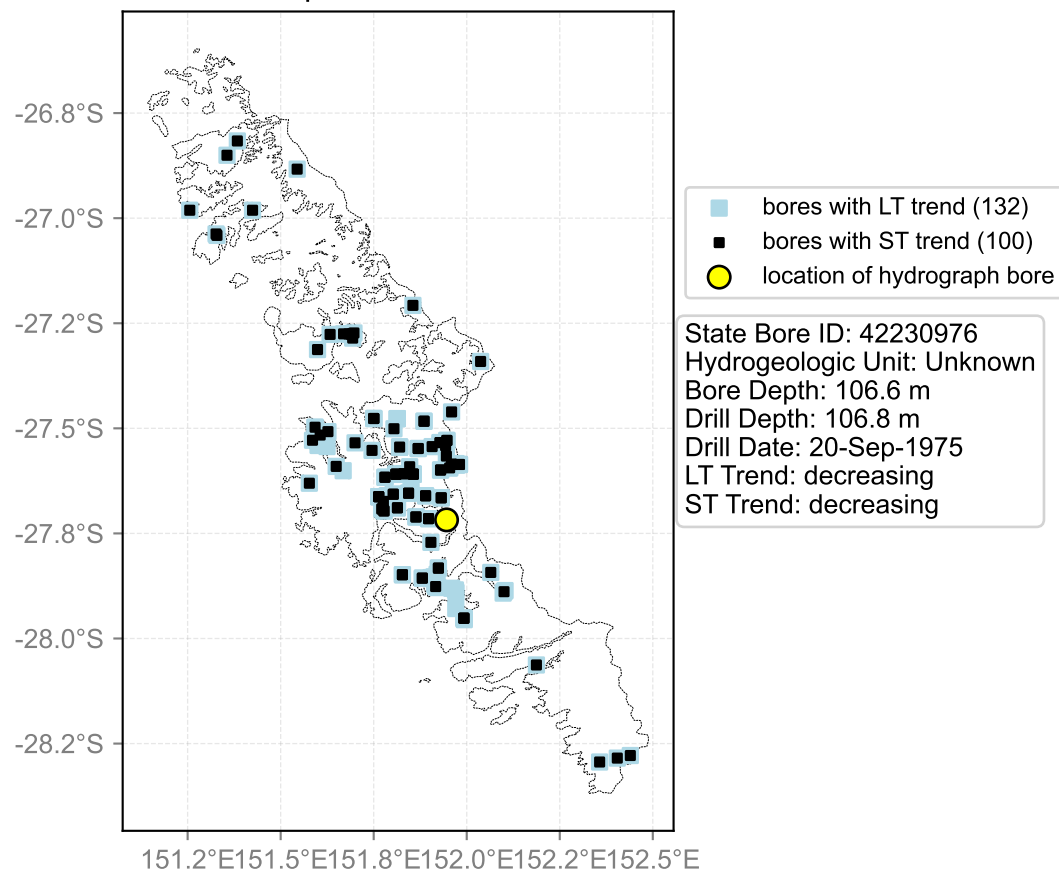 -26.8°S
-27.0°S
-27.2°S
-27.5°S
-27.8°S
-28.0°S
-28.2°S
151.2°E151.5°E151.8°E152.0°E152.2°E152.5°E
bores with LT trend (132)
bores with ST trend (100)
location of hydrograph bore
State Bore ID: 42230976
Hydrogeologic Unit: Unknown
Bore Depth: 106.6 m
Drill Depth: 106.8 m
Drill Date: 20-Sep-1975
LT Trend: decreasing
ST Trend: decreasing